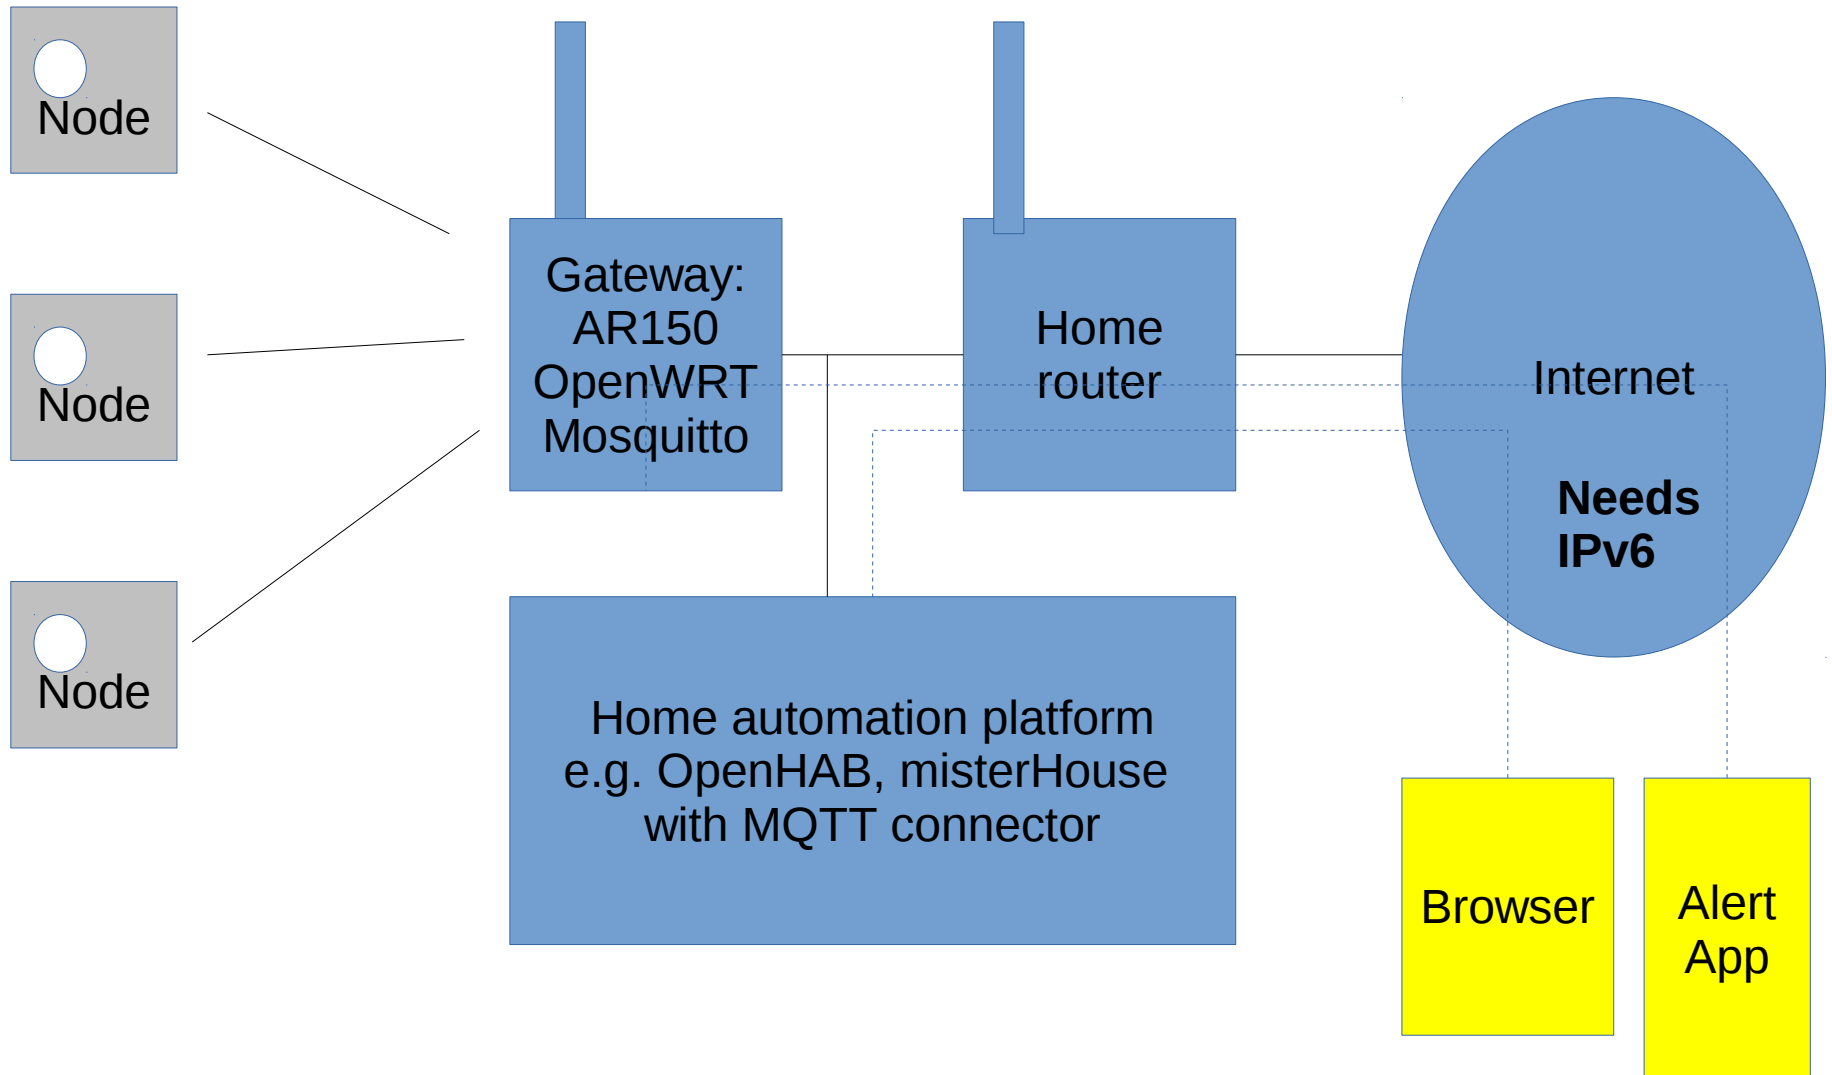 Node
Node
Node
Gateway:
AR150
OpenWRT
Mosquitto
Home
router
Internet
Needs
IPv6
Home automation platform
e.g. OpenHAB, misterHouse
with MQTT connector
Browser
Alert
App